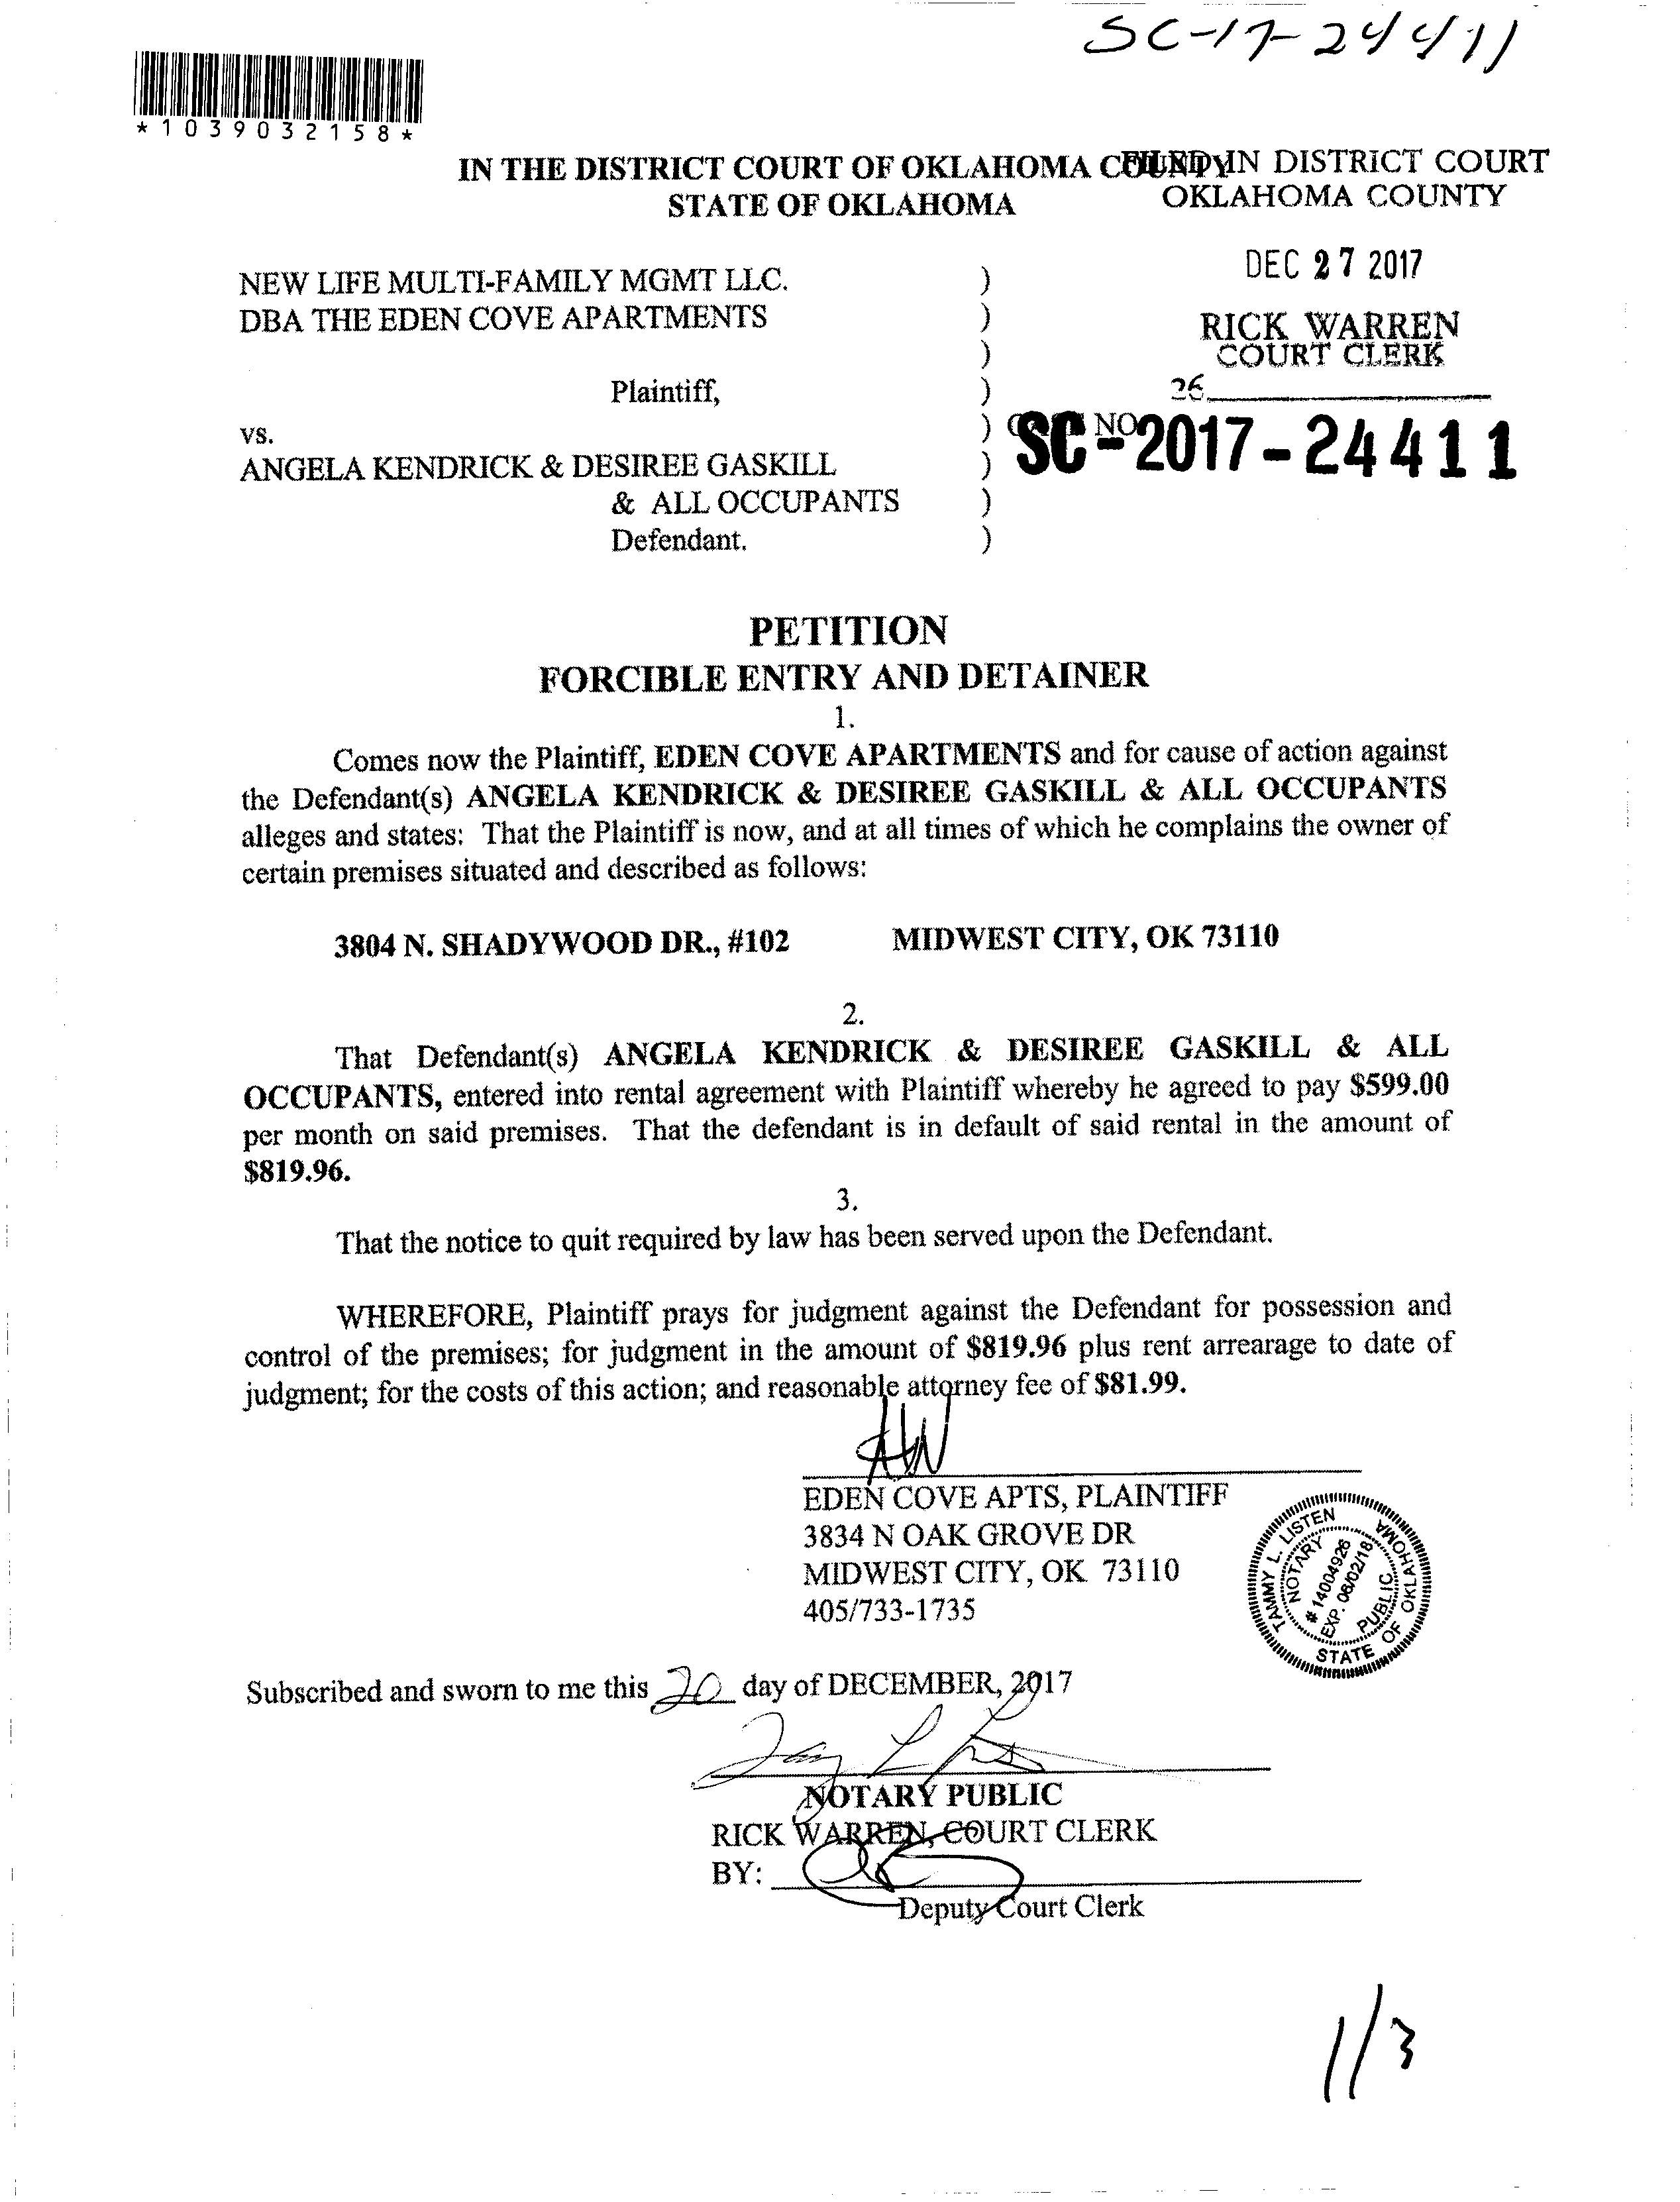 SC-17-24411
*1039032158*
IN THE DISTRICT COURT OF OKLAHOMA COUNTY
STATE OF OKLAHOMA
FILED IN DISTRICT COURT
OKLAHOMA COUNTY
DEC 27 2017
RICK WARREN
COURT CLERK
26
NEW LIFE MULTI-FAMILY MGMT LLC. )
DBA THE EDEN COVE APARTMENTS )
)
Plaintiff, )
vs. ) NO
SC-2017-24411
ANGELA KENDRICK & DESIREE GASKILL )
& ALL OCCUPANTS )
Defendant. )
PETITION
FORCIBLE ENTRY AND DETAINER
1.
Comes now the Plaintiff, EDEN COVE APARTMENTS and for cause of action against
the Defendant(s) ANGELA KENDRICK & DESIREE GASKILL & ALL OCCUPANTS
alleges and states: That the Plaintiff is now, and at all times of which he complains the owner of
certain premises situated and described as follows:
3804 N. SHADYWOOD DR., #102 MIDWEST CITY, OK 73110
2.
That Defendant(s) ANGELA KENDRICK & DESIREE GASKILL & ALL
OCCUPANTS, entered into rental agreement with Plaintiff whereby he agreed to pay $599.00
per month on said premises. That the defendant is in default of said rental in the amount of
$819.96.
3.
That the notice to quit required by law has been served upon the Defendant.
WHEREFORE, Plaintiff prays for judgment against the Defendant for possession and
control of the premises; for judgment in the amount of $819.96 plus rent arrearage to date of
judgment; for the costs of this action; and reasonable attorney fee of $81.99.
EDEN COVE APTS, PLAINTIFF
3834 N OAK GROVE DR
MIDWEST CITY, OK 73110
405/733-1735
TAMMY L. LISTEN
NOTARY
# 14004926
EXP. 06/02/18
PUBLIC
STATE OF OKLAHOMA
Subscribed and sworn to me this 20 day of DECEMBER, 2017
NOTARY PUBLIC
RICK WARREN, COURT CLERK
BY:
Deputy Court Clerk
1/3